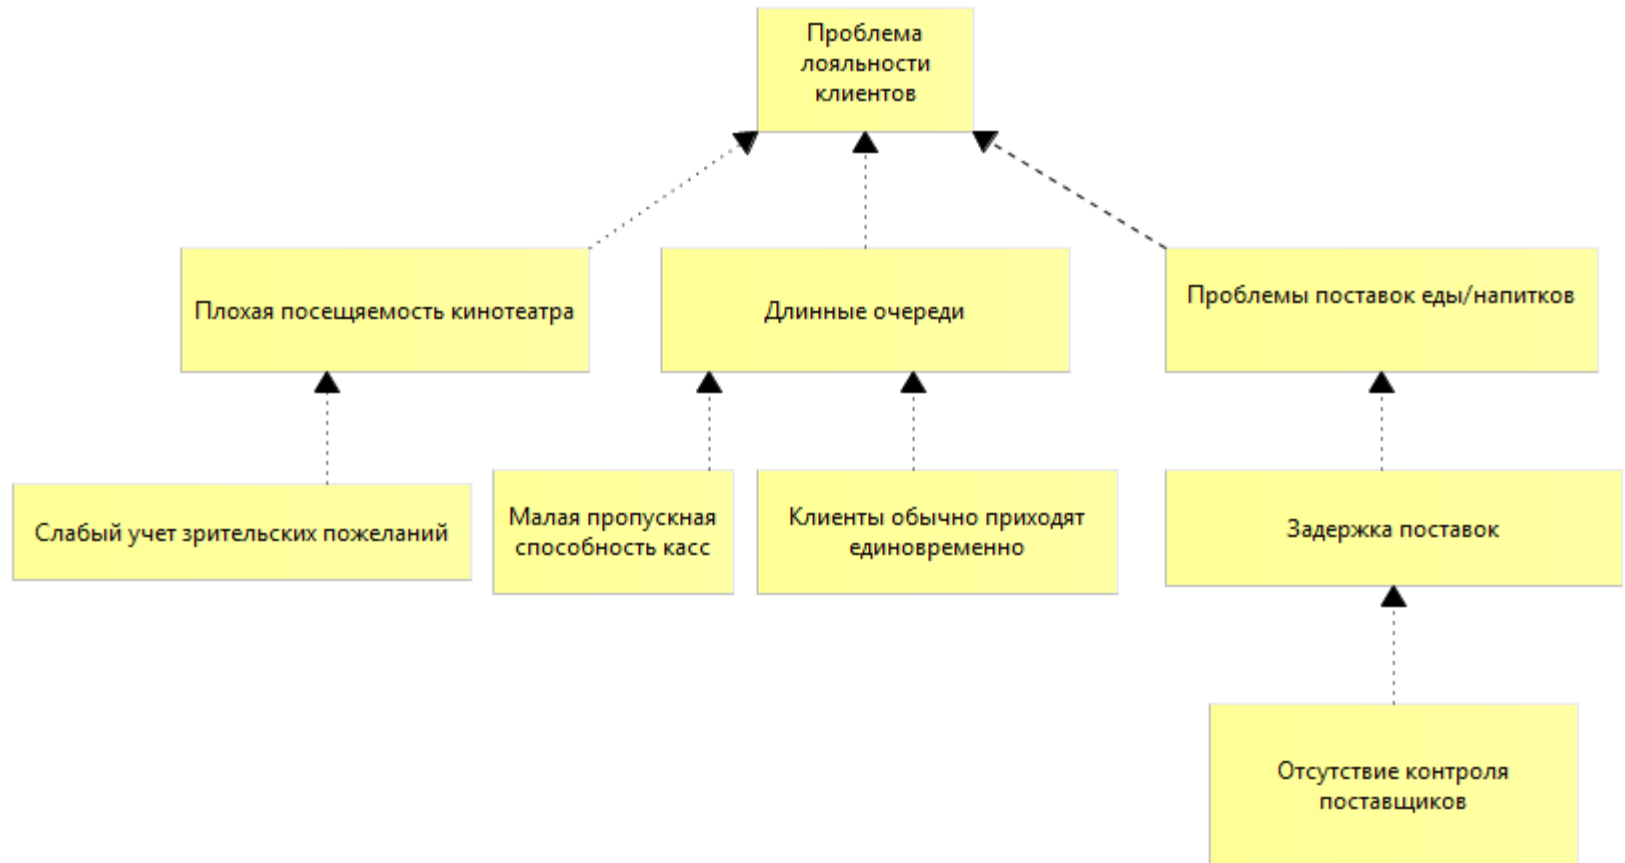 Проблема
лояльности
клиентов
Плохая посещяемость кинотеатра
Длинные очереди
Проблемы поставок еды/напитков
Слабый учет зрительских пожеланий
Малая пропускная
способность касс
Клиенты обычно приходят
единовременно
Задержка поставок
Отсутствие контроля
поставщиков